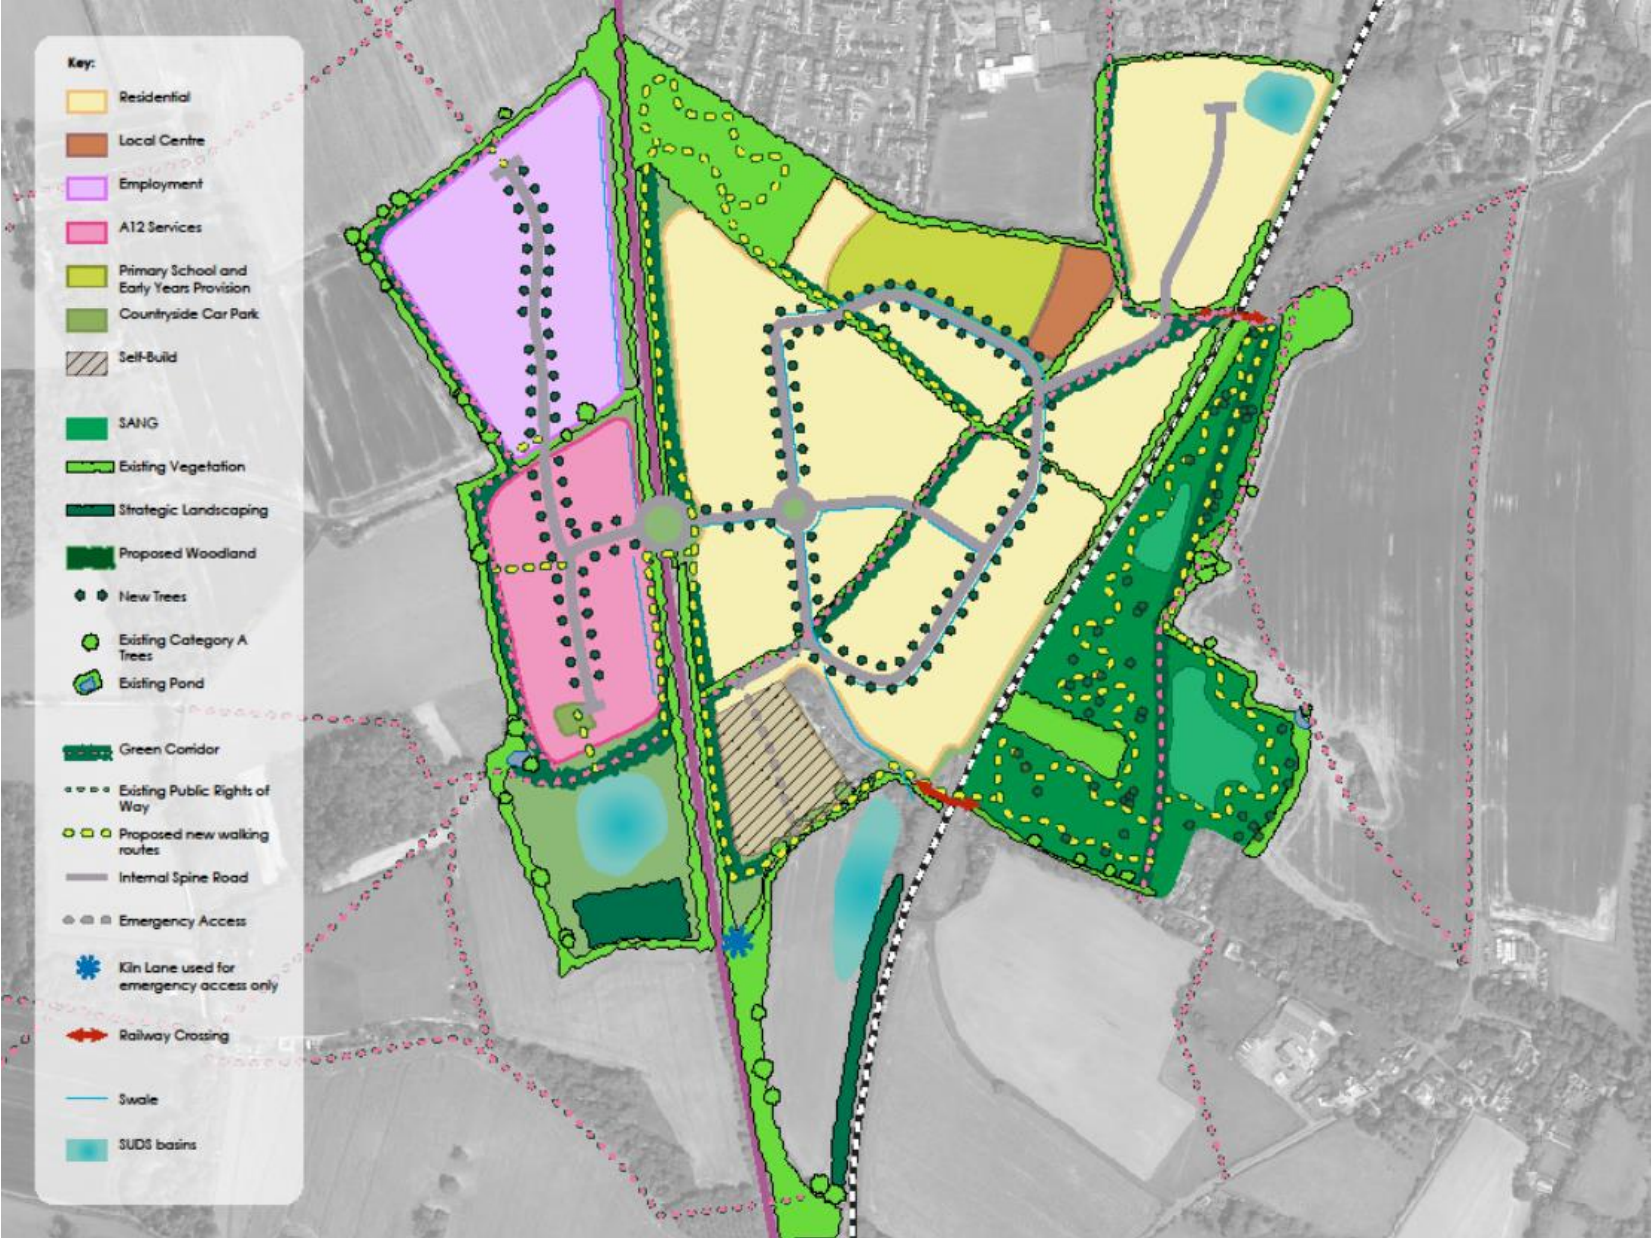 Key:
Residential
Local Centre
Employment
A12 Services
Primary School and
Early Years Provision
Countryside Car Park
Self-Build
SANG
Existing Vegetation
Strategic Landscaping
Proposed Woodland
New Trees
Existing Category A
Trees
Existing Pond
Green Corridor
Existing Public Rights of
Way
Proposed new walking
routes
Internal Spine Road
Emergency Access
Kiln Lane used for
emergency access only
Railway Crossing
Swale
SUDS basins